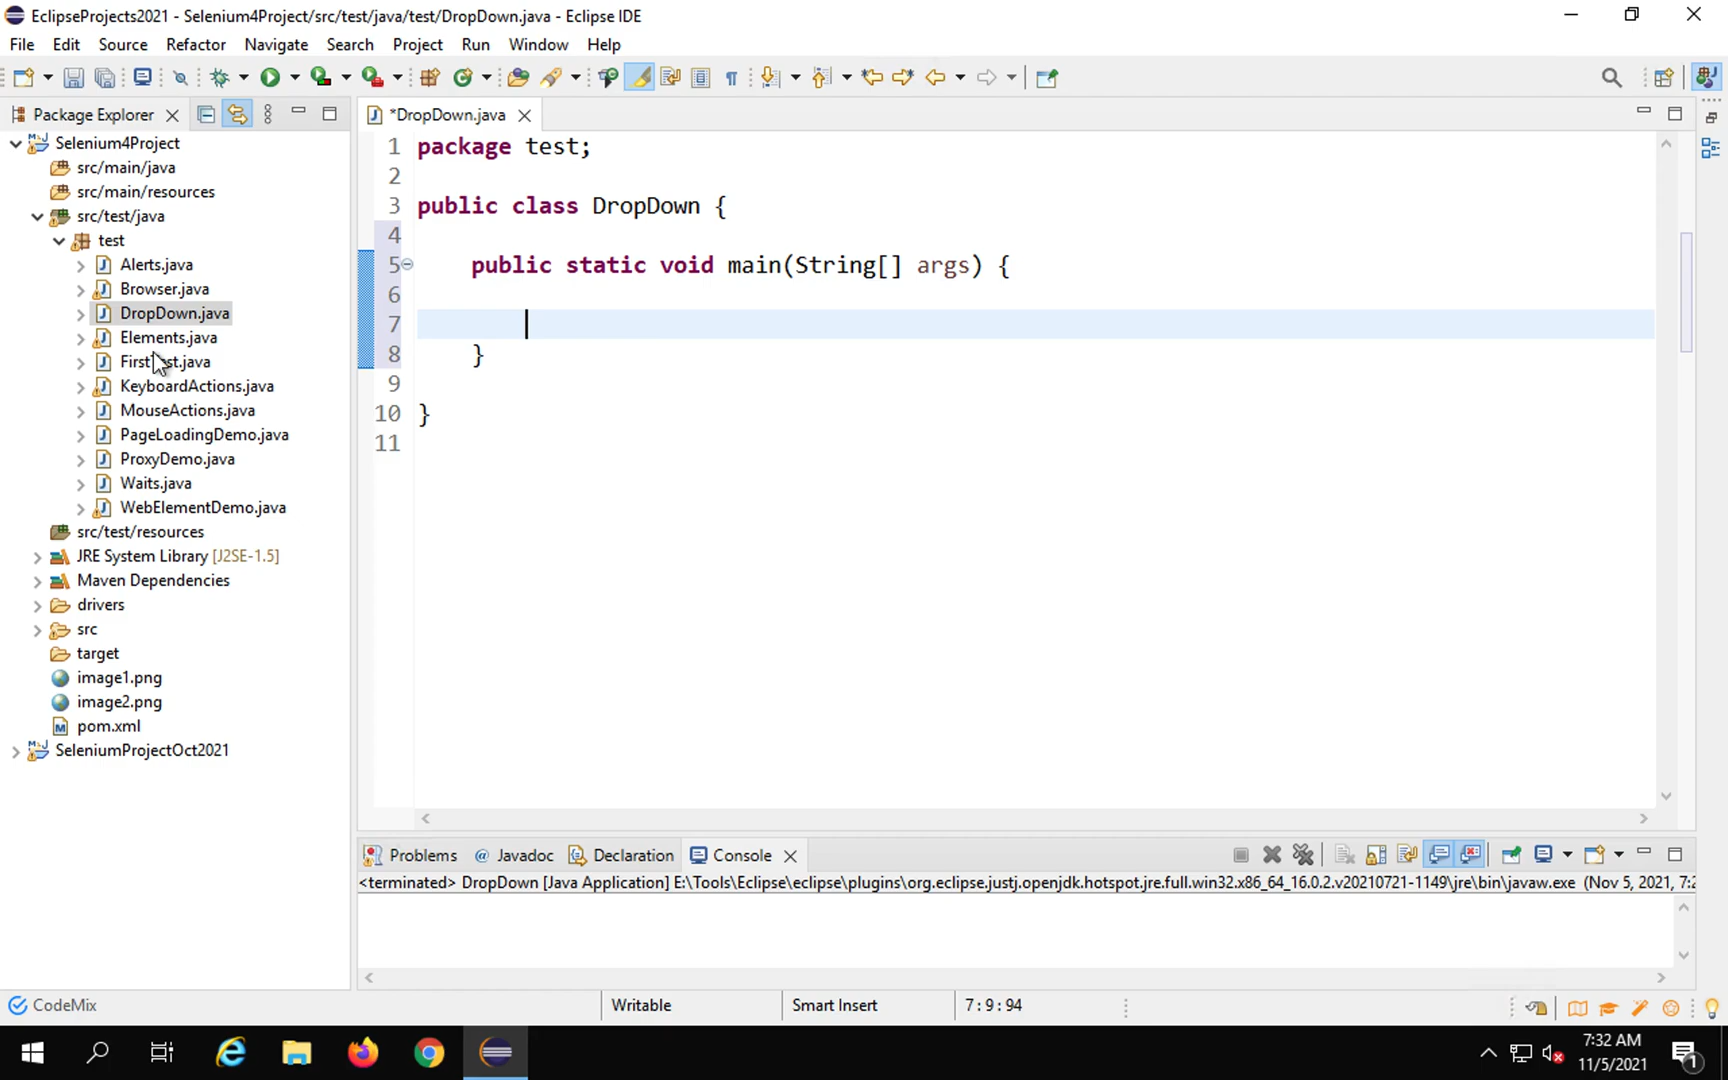 EclipseProjects2021 - Selenium4Project/src/test/java/test/DropDown.java - Eclipse IDE
File Edit Source Refactor Navigate Search Project Run Window Help
Package Explorer
Selenium4Project
src/main/java
src/main/resources
src/test/java
test
Alerts.java
Browser.java
DropDown.java
Elements.java
KeyboardActions.java
MouseActions.java
PageLoadingDemo.java
ProxyDemo.java
Waits.java
WebElementDemo.java
src/test/resources
JRE System Library [J2SE-1.5]
Maven Dependencies
drivers
src
target
image1.png
image2.png
pom.xml
SeleniumProjectOct2021
*DropDown.java
1 package test;
2
3 public class DropDown {
4
5 public static void main(String[] args) {
6
7
8 }
9
10 }
11
Problems @ Javadoc Declaration Console
<terminated> DropDown [Java Application] E:\Tools\Eclipse\eclipse\plugins\org.eclipse.justj.openjdk.hotspot.jre.full.win32.x86_64_16.0.2.v20210721-1149\jre\bin\javaw.exe (Nov 5, 2021, 7:2
CodeMix
Writable
Smart Insert
7 : 9 : 94
7:32 AM
11/5/2021
1